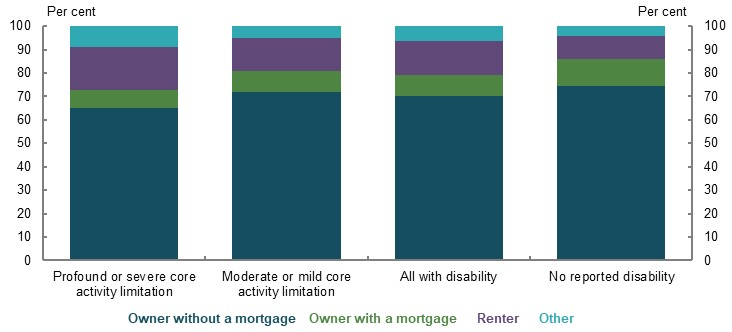 Per cent Per cent
100 100
90 90
80 80
70 70
60 60
50 50
40 40
30 30
20 20
10 10
0 0
Profound or severe core Moderate or mild core All with disability No reported disability
activity limitation activity limitation
Owner without a mortgage Owner with a mortgage Renter Other